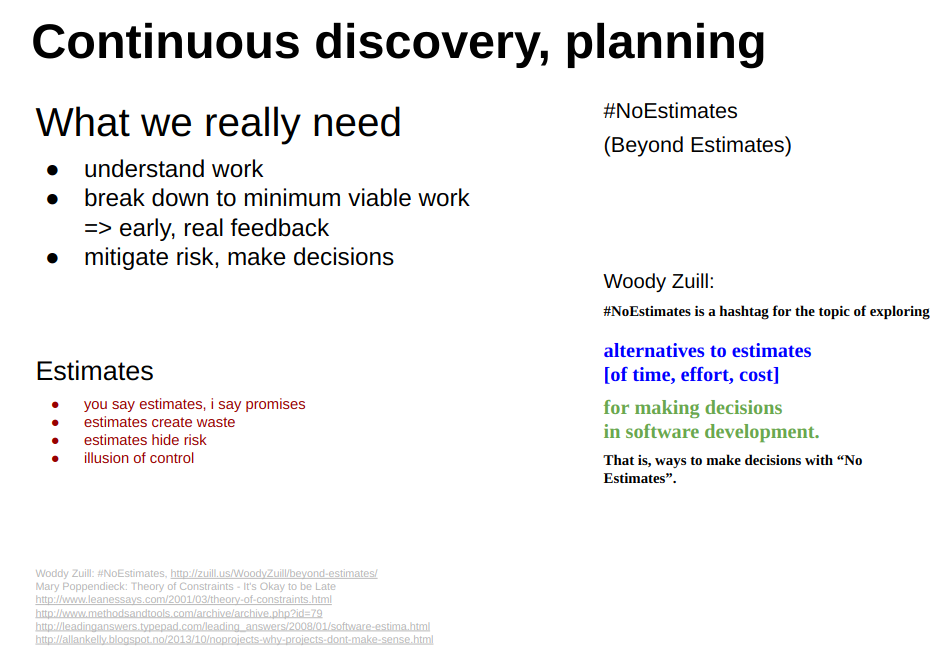 Continuous discovery, planning
What we really need
● understand work
● break down to minimum viable work
=> early, real feedback
● mitigate risk, make decisions
Estimates
● you say estimates, i say promises
● estimates create waste
● estimates hide risk
● illusion of control
#NoEstimates
(Beyond Estimates)
Woody Zuill:
#NoEstimates is a hashtag for the topic of exploring
alternatives to estimates
[of time, effort, cost]
for making decisions
in software development.
That is, ways to make decisions with “No
Estimates”.
Woddy Zuill: #NoEstimates, http://zuill.us/WoodyZuill/beyond-estimates/
Mary Poppendieck: Theory of Constraints - It's Okay to be Late
http://www.leanessays.com/2001/03/theory-of-constraints.html
http://www.methodsandtools.com/archive/archive.php?id=79
http://leadinganswers.typepad.com/leading_answers/2008/01/software-estima.html
http://allankelly.blogspot.no/2013/10/noprojects-why-projects-dont-make-sense.html